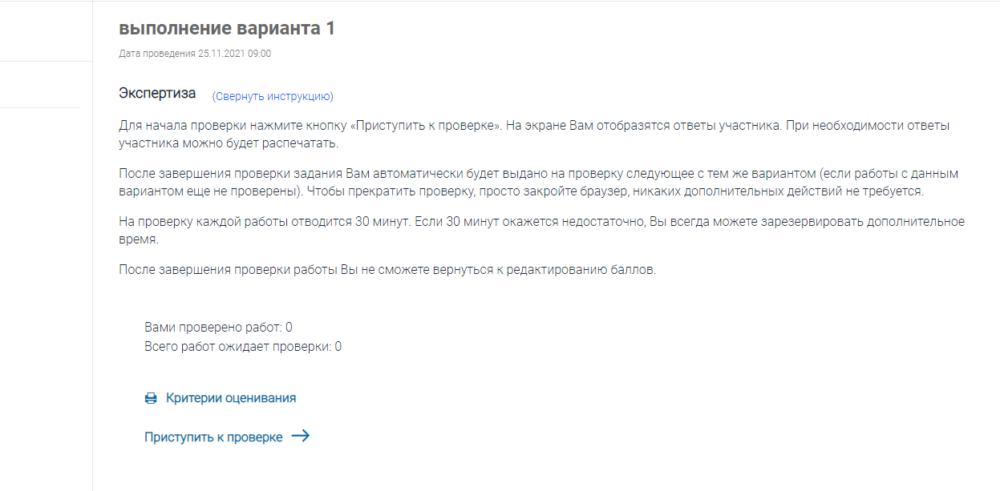 выполнение варианта 1
Дата проведения 25.11.2021 09:00
Экспертиза (Свернуть инструкцию)
Для начала проверки нажмите кнопку «Приступить к проверке». На экране Вам отобразятся ответы участника. При необходимости ответы
участника можно будет распечатать.
После завершения проверки задания Вам автоматически будет выдано на проверку следующее с тем же вариантом (если работы с данным
вариантом еще не проверены). Чтобы прекратить проверку, просто закройте браузер, никаких дополнительных действий не требуется.
На проверку каждой работы отводится 30 минут. Если 30 минут окажется недостаточно, Вы всегда можете зарезервировать дополнительное
время.
После завершения проверки работы Вы не сможете вернуться к редактированию баллов.
Вами проверено работ: 0
Всего работ ожидает проверки: 0
Критерии оценивания
Приступить к проверке